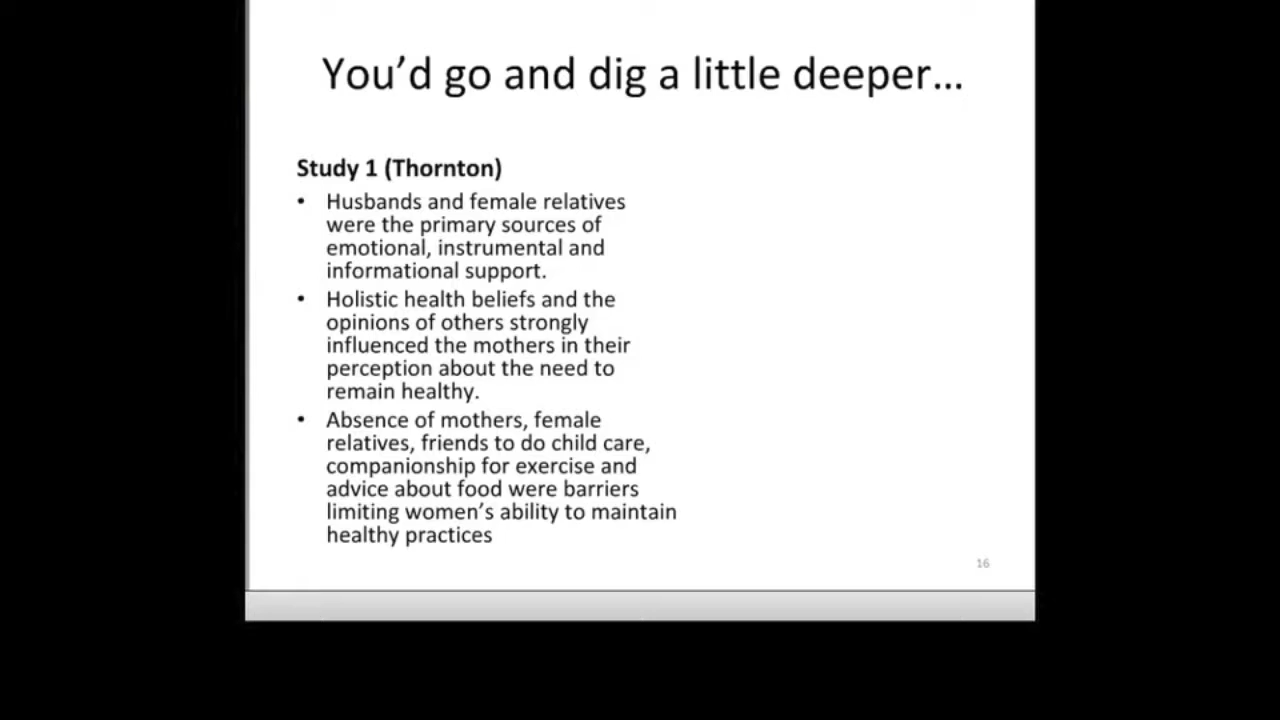 You’d go and dig a little deeper…
Study 1 (Thornton)
• Husbands and female relatives
were the primary sources of
emotional, instrumental and
informational support.
• Holistic health beliefs and the
opinions of others strongly
influenced the mothers in their
perception about the need to
remain healthy.
• Absence of mothers, female
relatives, friends to do child care,
companionship for exercise and
advice about food were barriers
limiting women’s ability to maintain
healthy practices
16